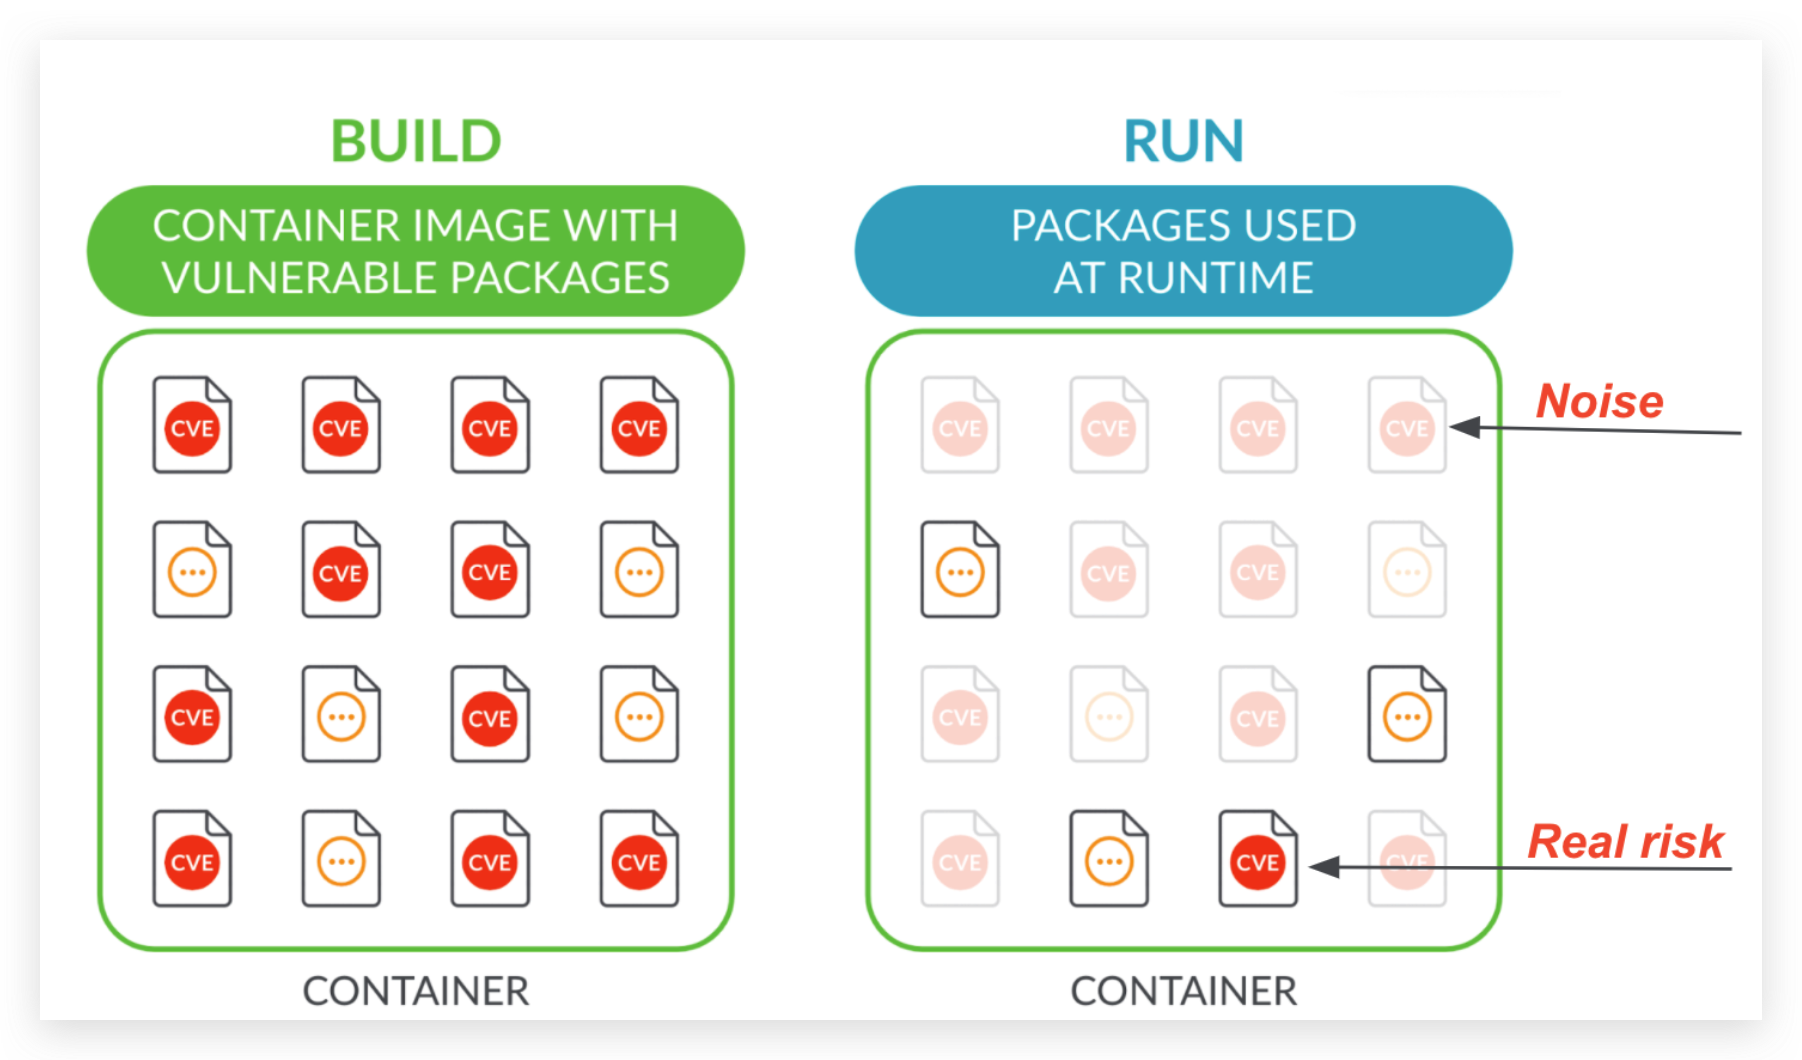 BUILD
CONTAINER IMAGE WITH
VULNERABLE PACKAGES
CVE CVE CVE CVE
CVE CVE
CVE CVE
CVE CVE CVE
CONTAINER
RUN
PACKAGES USED
AT RUNTIME
CVE CVE CVE CVE
Noise
CVE CVE
CVE CVE
CVE CVE CVE
Real risk
CONTAINER